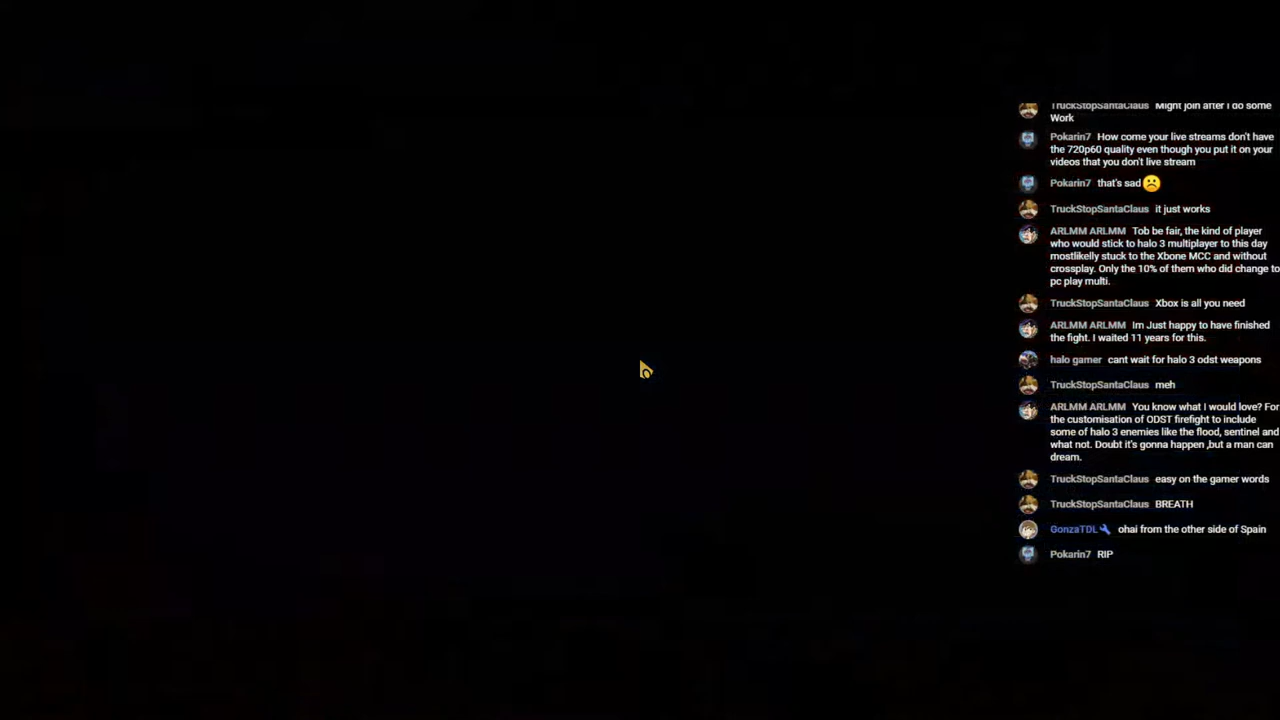 TruckStopSantaClaus Might join after I do some
Work
Pokarin7 How come your live streams don't have
the 720p60 quality even though you put it on your
videos that you don't live stream
Pokarin7 that's sad
TruckStopSantaClaus it just works
ARLMM ARLMM Tob be fair, the kind of player
who would stick to halo 3 multiplayer to this day
mostlikelly stuck to the Xbone MCC and without
crossplay. Only the 10% of them who did change to
pc play multi.
TruckStopSantaClaus Xbox is all you need
ARLMM ARLMM Im Just happy to have finished
the fight. I waited 11 years for this.
halo gamer cant wait for halo 3 odst weapons
TruckStopSantaClaus meh
ARLMM ARLMM You know what I would love? For
the customisation of ODST firefight to include
some of halo 3 enemies like the flood, sentinel and
what not. Doubt it's gonna happen ,but a man can
dream.
TruckStopSantaClaus easy on the gamer words
TruckStopSantaClaus BREATH
GonzaTDL ohai from the other side of Spain
Pokarin7 RIP